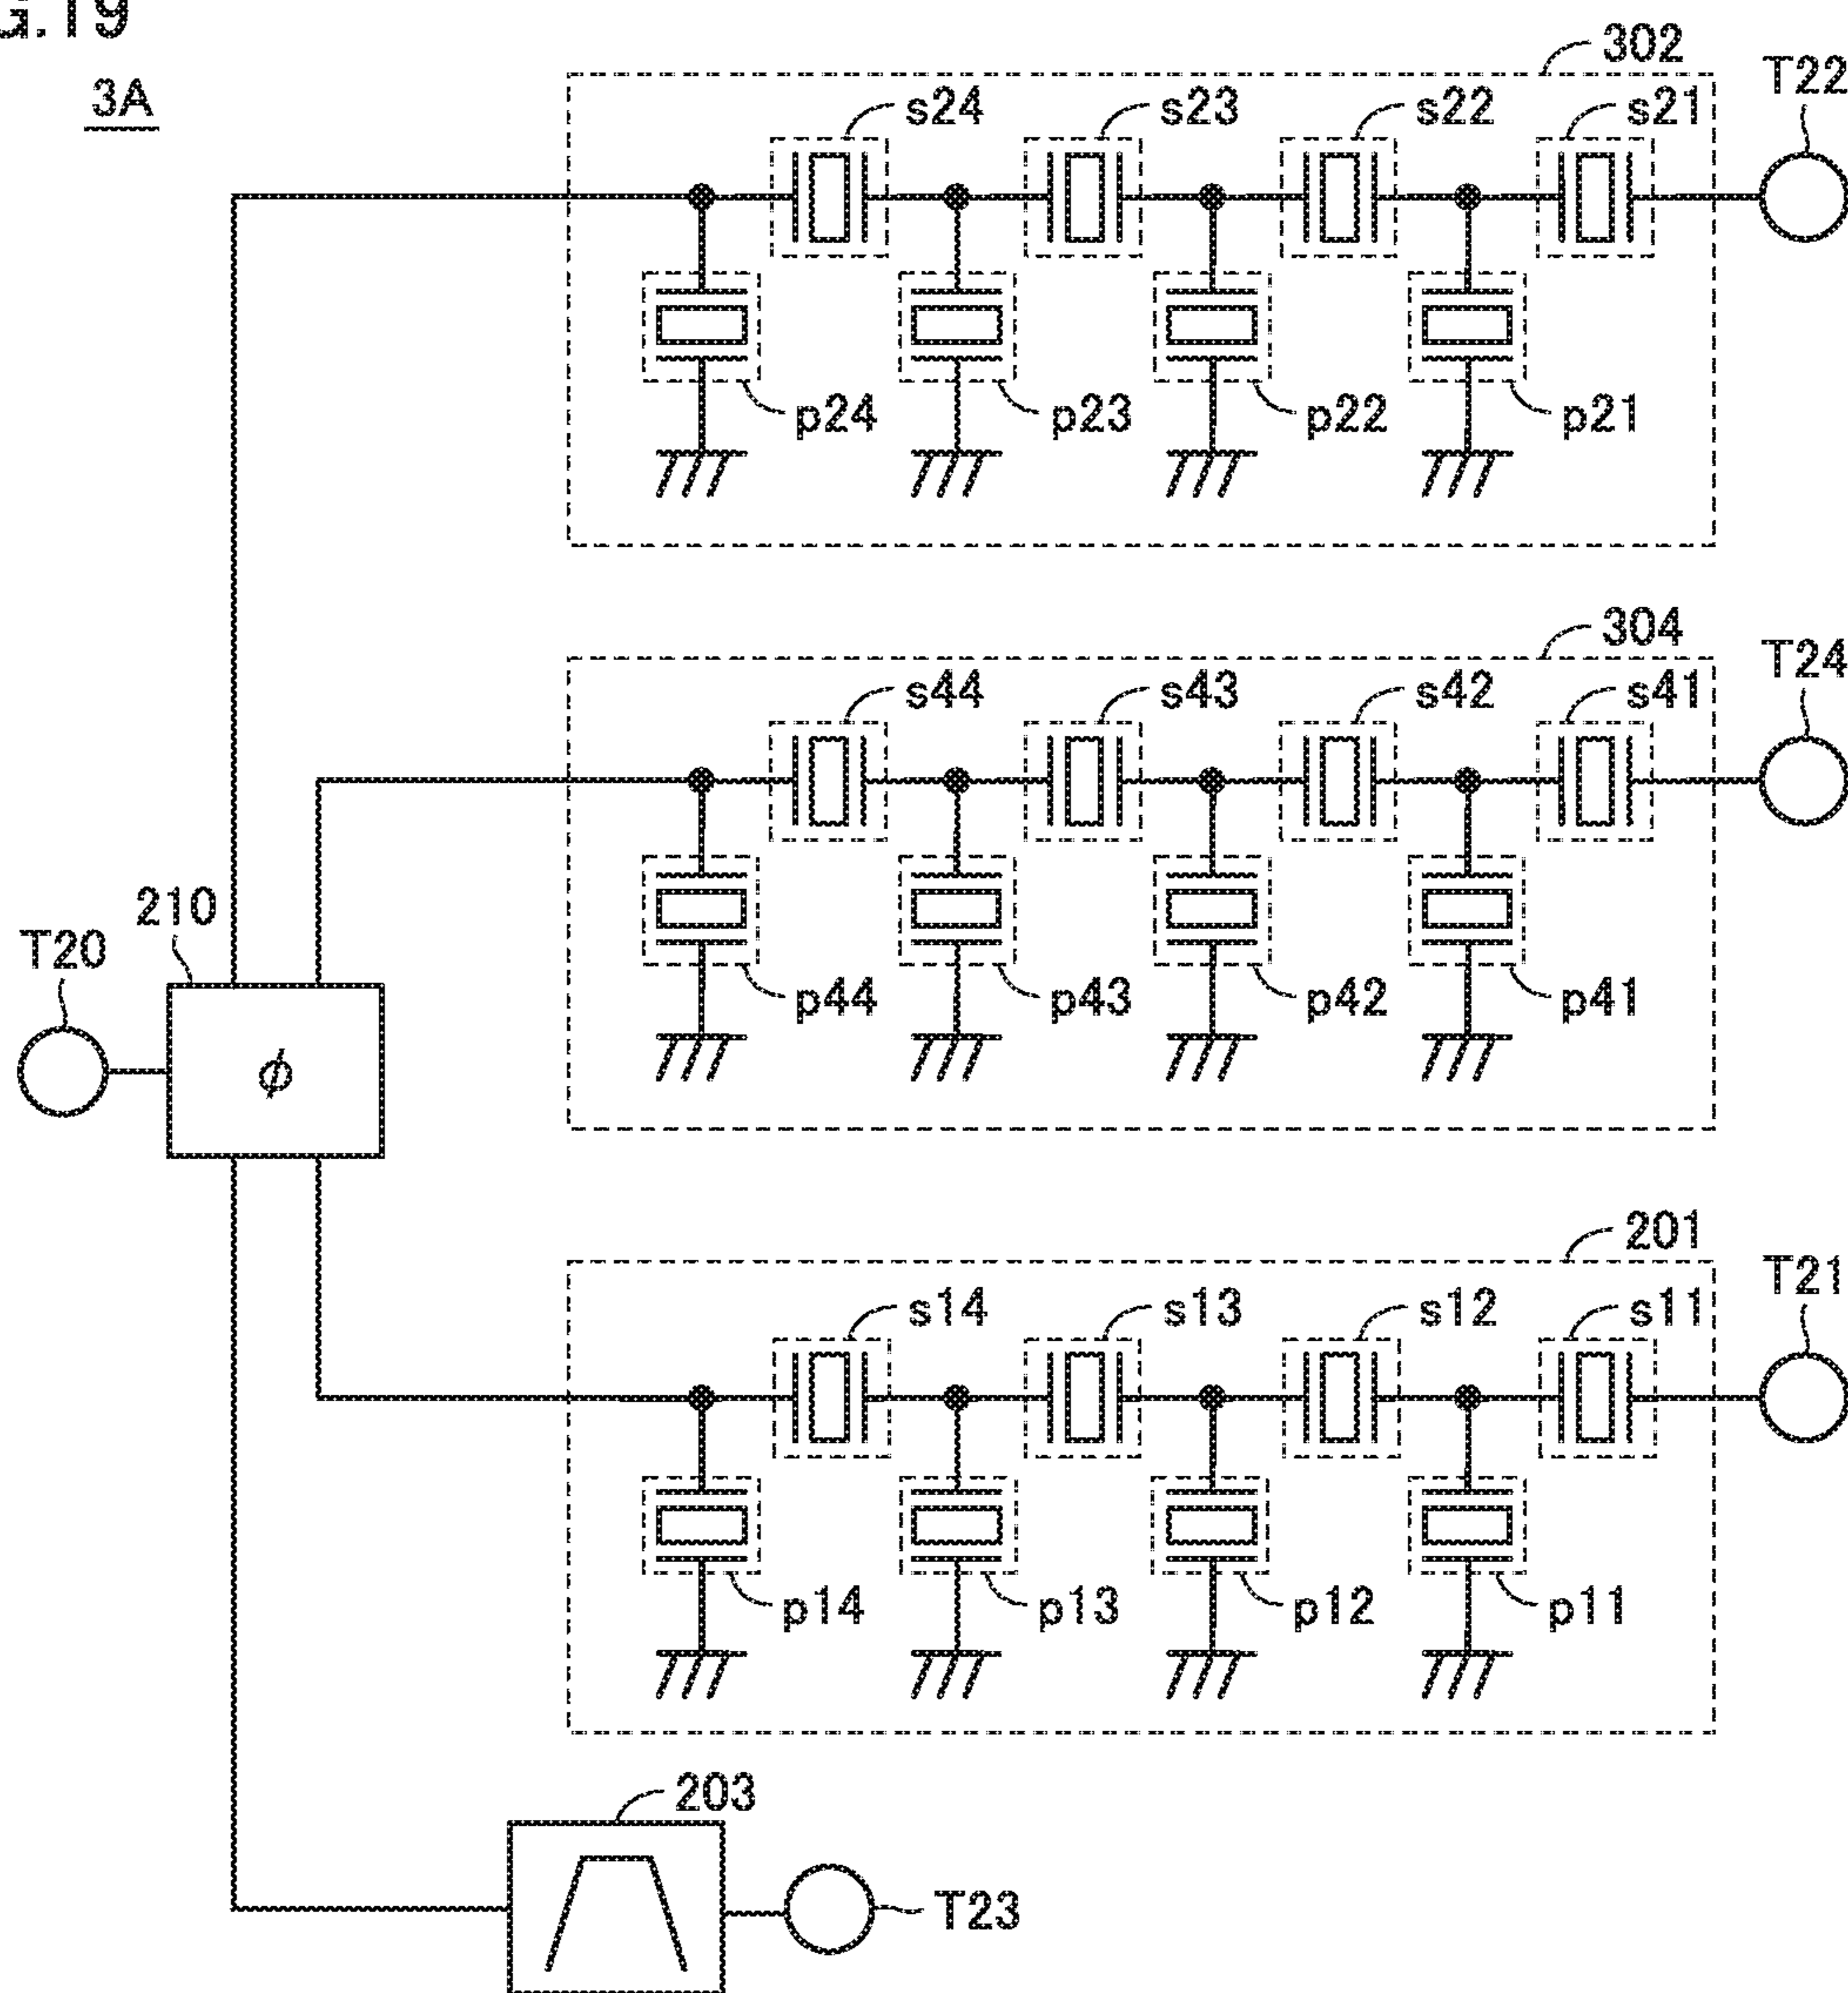 G.19
3A
302
T22
s24 s23 s22 s21
p24 p23 p22 p21
304
T24
s44 s43 s42 s41
210
T20
p44 p43 p42 p41
ϕ
201
T21
s14 s13 s12 s11
p14 p13 p12 p11
203
T23